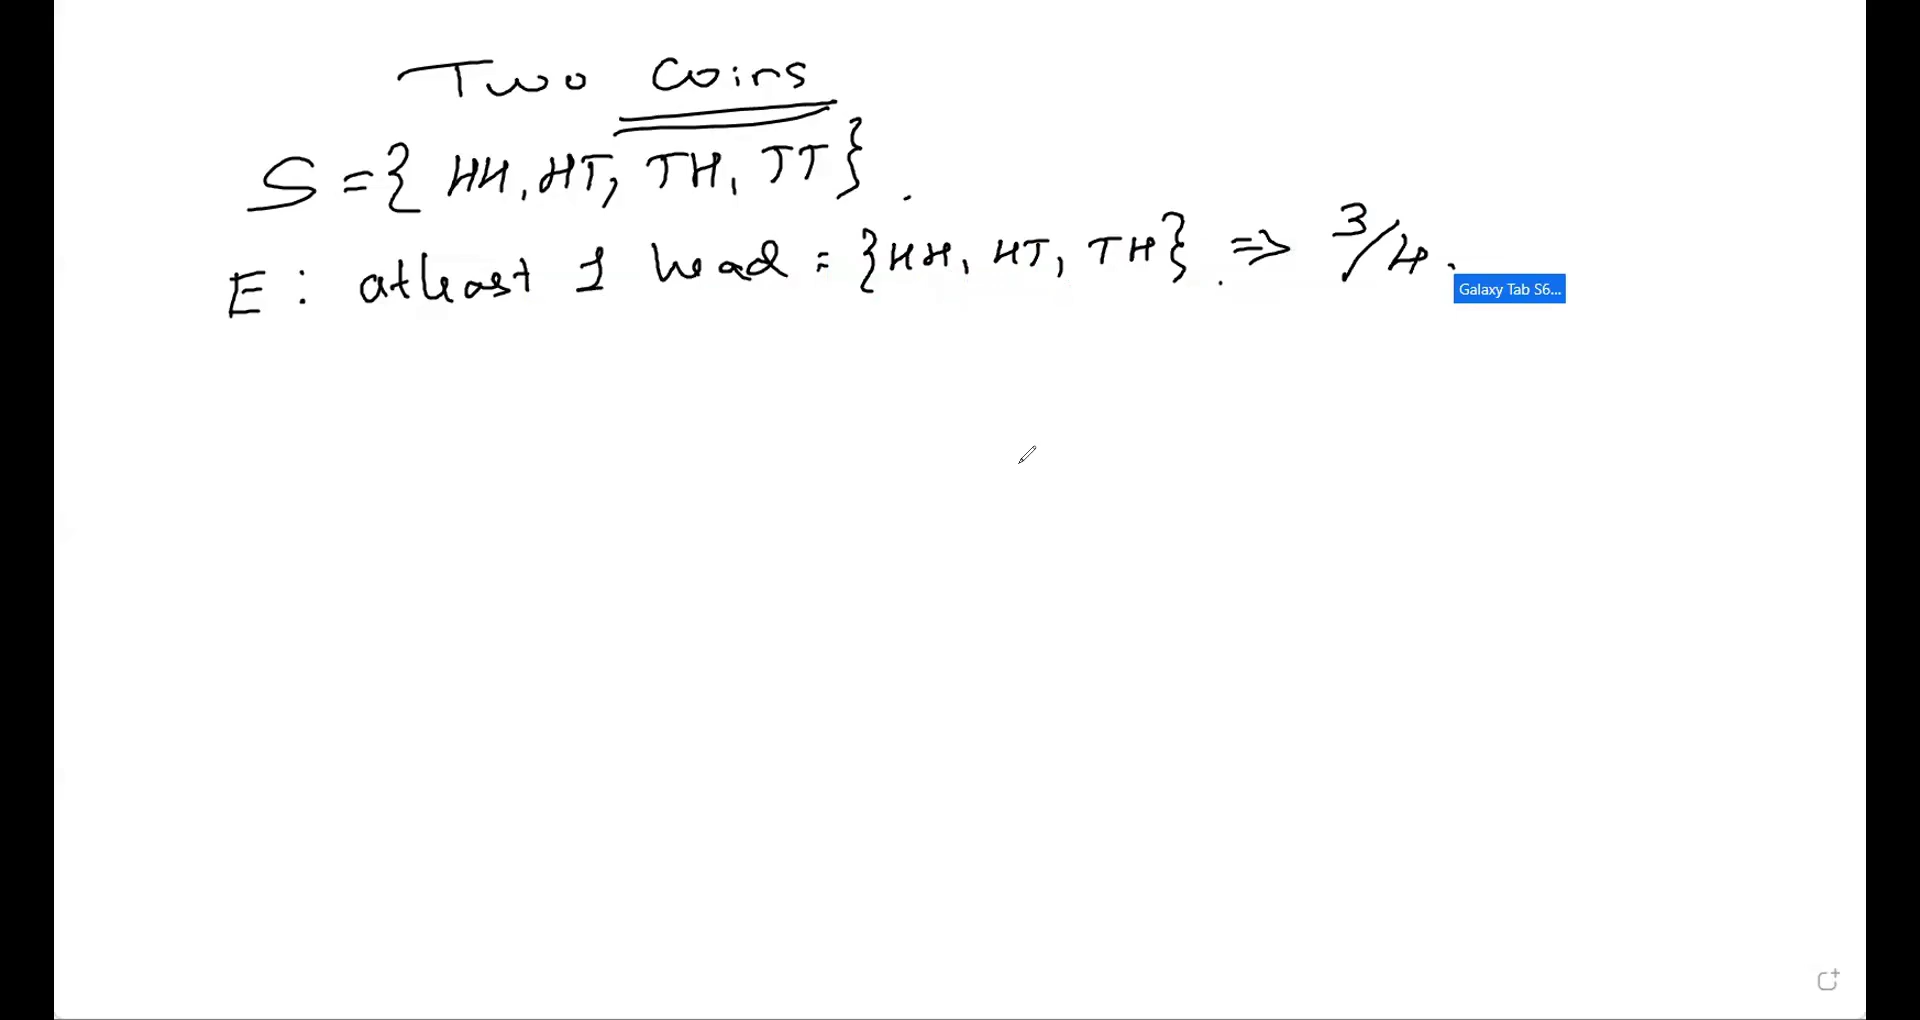 Two Coins
S = { HH, HT, TH, TT } .
E : atleast 1 head = { HH, HT, TH } . => 3/4 .
Galaxy Tab S6...